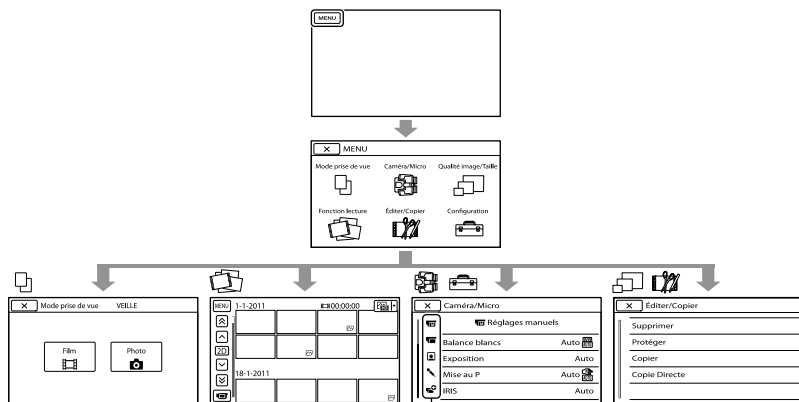 MENU
MENU
Mode prise de vue Caméra/Micro Qualité image/Taille
Fonction lecture Éditer/Copier Configuration
Mode prise de vue VEILLE
Film Photo
MENU 1-1-2011 00:00:00
2D
18-1-2011
Caméra/Micro
Réglages manuels
Balance blancs Auto
Exposition Auto
Mise au P Auto
IRIS Auto
Éditer/Copier
Supprimer
Protéger
Copier
Copie Directe